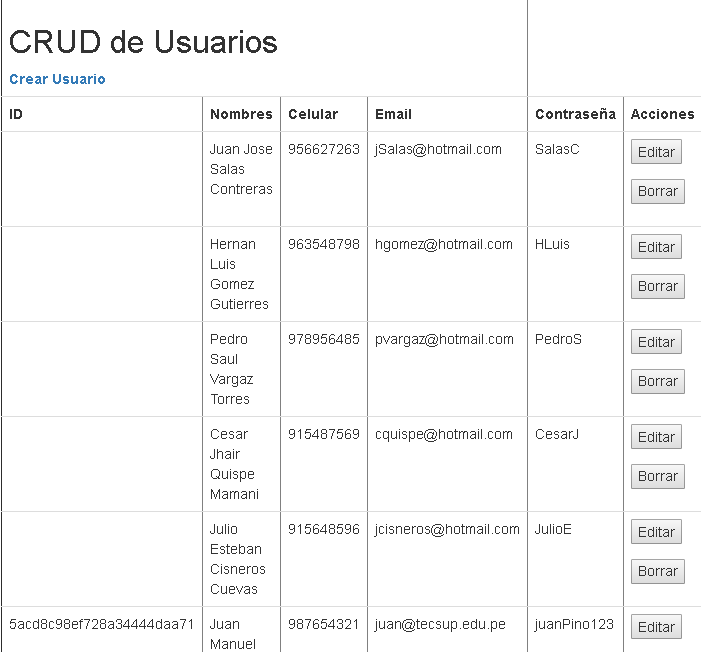 CRUD de Usuarios
Crear Usuario
ID Nombres Celular Email Contraseña Acciones
Juan Jose 956627263 jSalas@hotmail.com SalasC Editar
Salas
Contreras Borrar
Hernan 963548798 hgomez@hotmail.com HLuis Editar
Luis
Gomez Borrar
Gutierres
Pedro 978956485 pvargaz@hotmail.com PedroS Editar
Saul
Vargaz Borrar
Torres
Cesar 915487569 cquispe@hotmail.com CesarJ Editar
Jhair
Quispe Borrar
Mamani
Julio 915648596 jcisneros@hotmail.com JulioE Editar
Esteban
Cisneros Borrar
Cuevas
5acd8c98ef728a34444daa71 Juan 987654321 juan@tecsup.edu.pe juanPino123 Editar
Manuel